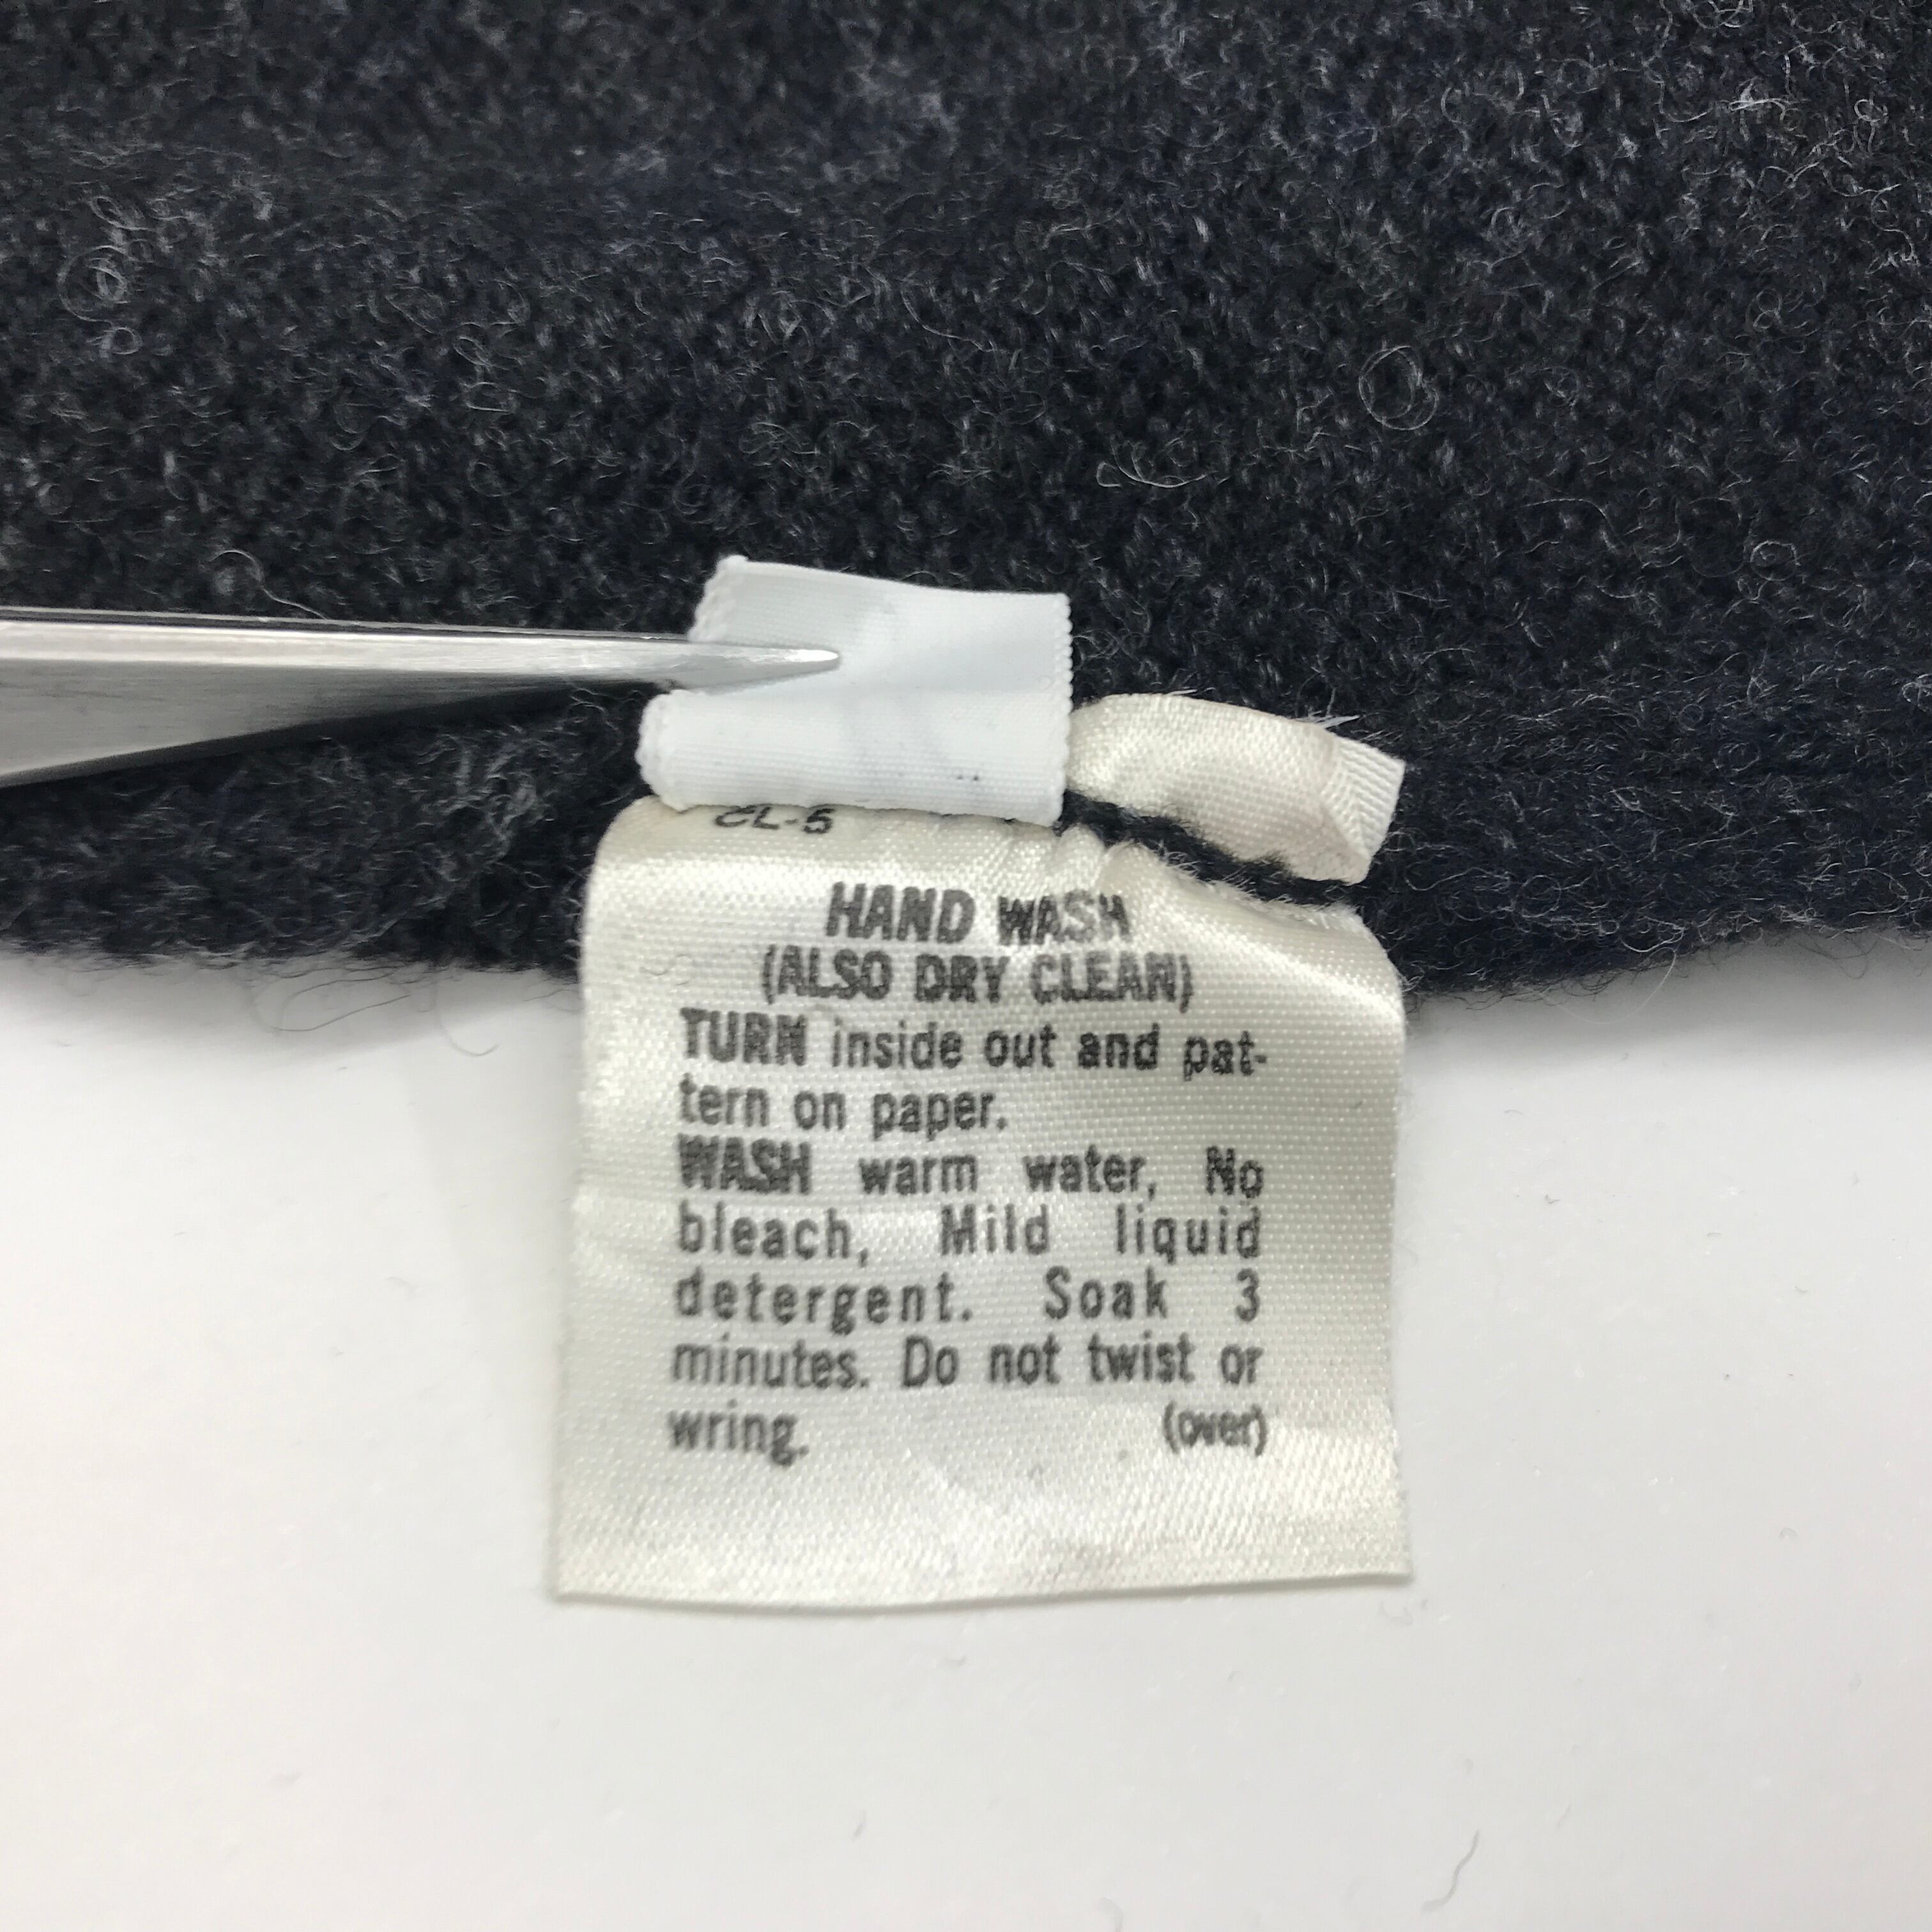 CL-5
HAND WASH
(ALSO DRY CLEAN)
TURN inside out and pat-
tern on paper.
WASH warm water, No
bleach, Mild liquid
detergent. Soak 3
minutes. Do not twist or
wring. (over)